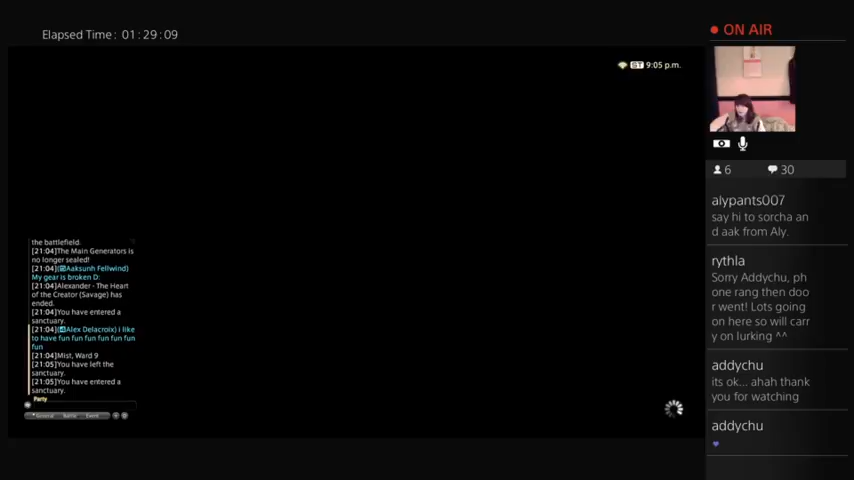 Elapsed Time: 01:29:09
ON AIR
ST 9:05 p.m.
6 30
alypants007
say hi to sorcha an
d aak from Aly.
rythla
Sorry Addychu, ph
one rang then doo
r went! Lots going
on here so will carr
y on lurking ^^
addychu
its ok... ahah thank
you for watching
addychu
the battlefield.
[21:04]The Main Generators is
no longer sealed!
[21:04](Aaksunh Fellwind)
My gear is broken D:
[21:04]Alexander - The Heart
of the Creator (Savage) has
ended.
[21:04]You have entered a
sanctuary.
[21:04](Alex Delacroix) i like
to have fun fun fun fun fun fun
fun
[21:04]Mist, Ward 9
[21:05]You have left the
sanctuary.
[21:05]You have entered a
sanctuary.
Party
General Battle Event